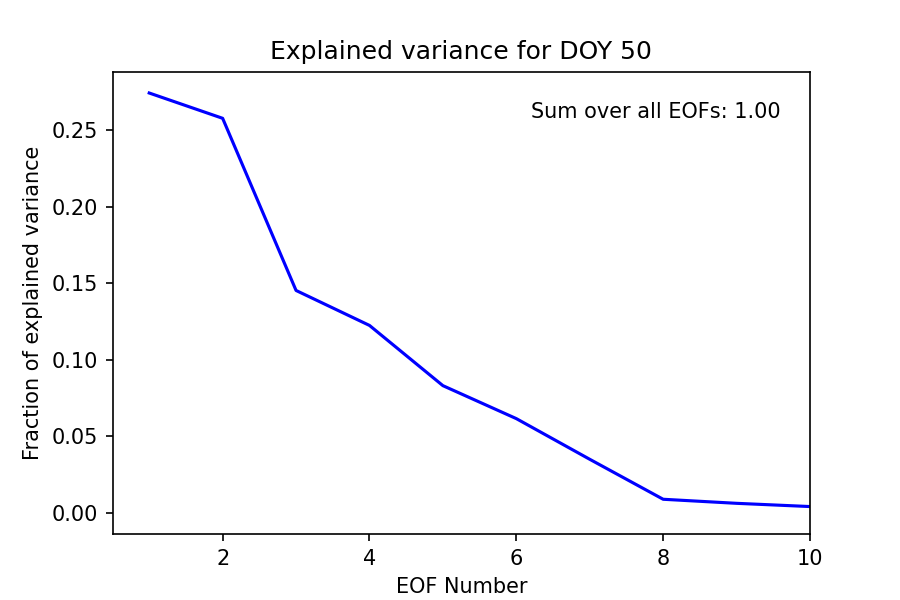 Explained variance for DOY 50
Sum over all EOFs: 1.00
Fraction of explained variance
0.25
0.20
0.15
0.10
0.05
0.00
2 4 6 8 10
EOF Number